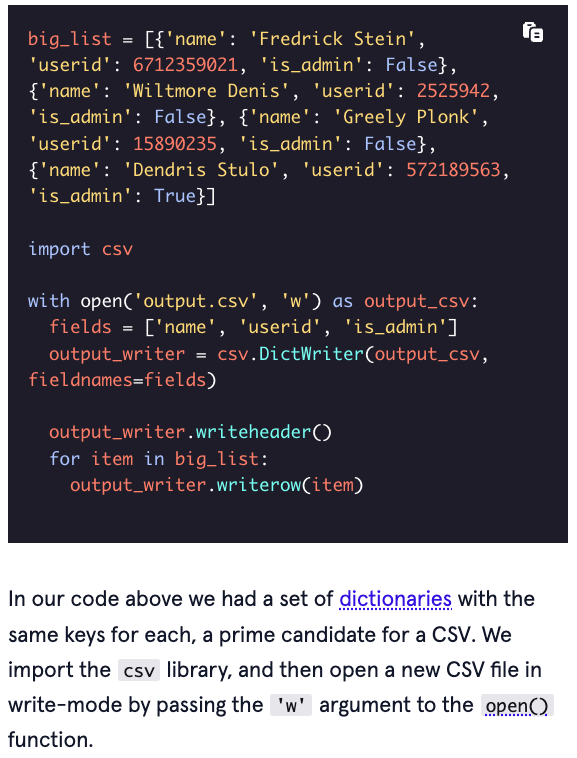 big_list = [{'name': 'Fredrick Stein',
'userid': 6712359021, 'is_admin': False},
{'name': 'Wiltmore Denis', 'userid': 2525942,
'is_admin': False}, {'name': 'Greely Plonk',
'userid': 15890235, 'is_admin': False},
{'name': 'Dendris Stulo', 'userid': 572189563,
'is_admin': True}]

import csv

with open('output.csv', 'w') as output_csv:
  fields = ['name', 'userid', 'is_admin']
  output_writer = csv.DictWriter(output_csv,
fieldnames=fields)

  output_writer.writeheader()
  for item in big_list:
    output_writer.writerow(item)

In our code above we had a set of dictionaries with the
same keys for each, a prime candidate for a CSV. We
import the csv library, and then open a new CSV file in
write-mode by passing the 'w' argument to the open()
function.